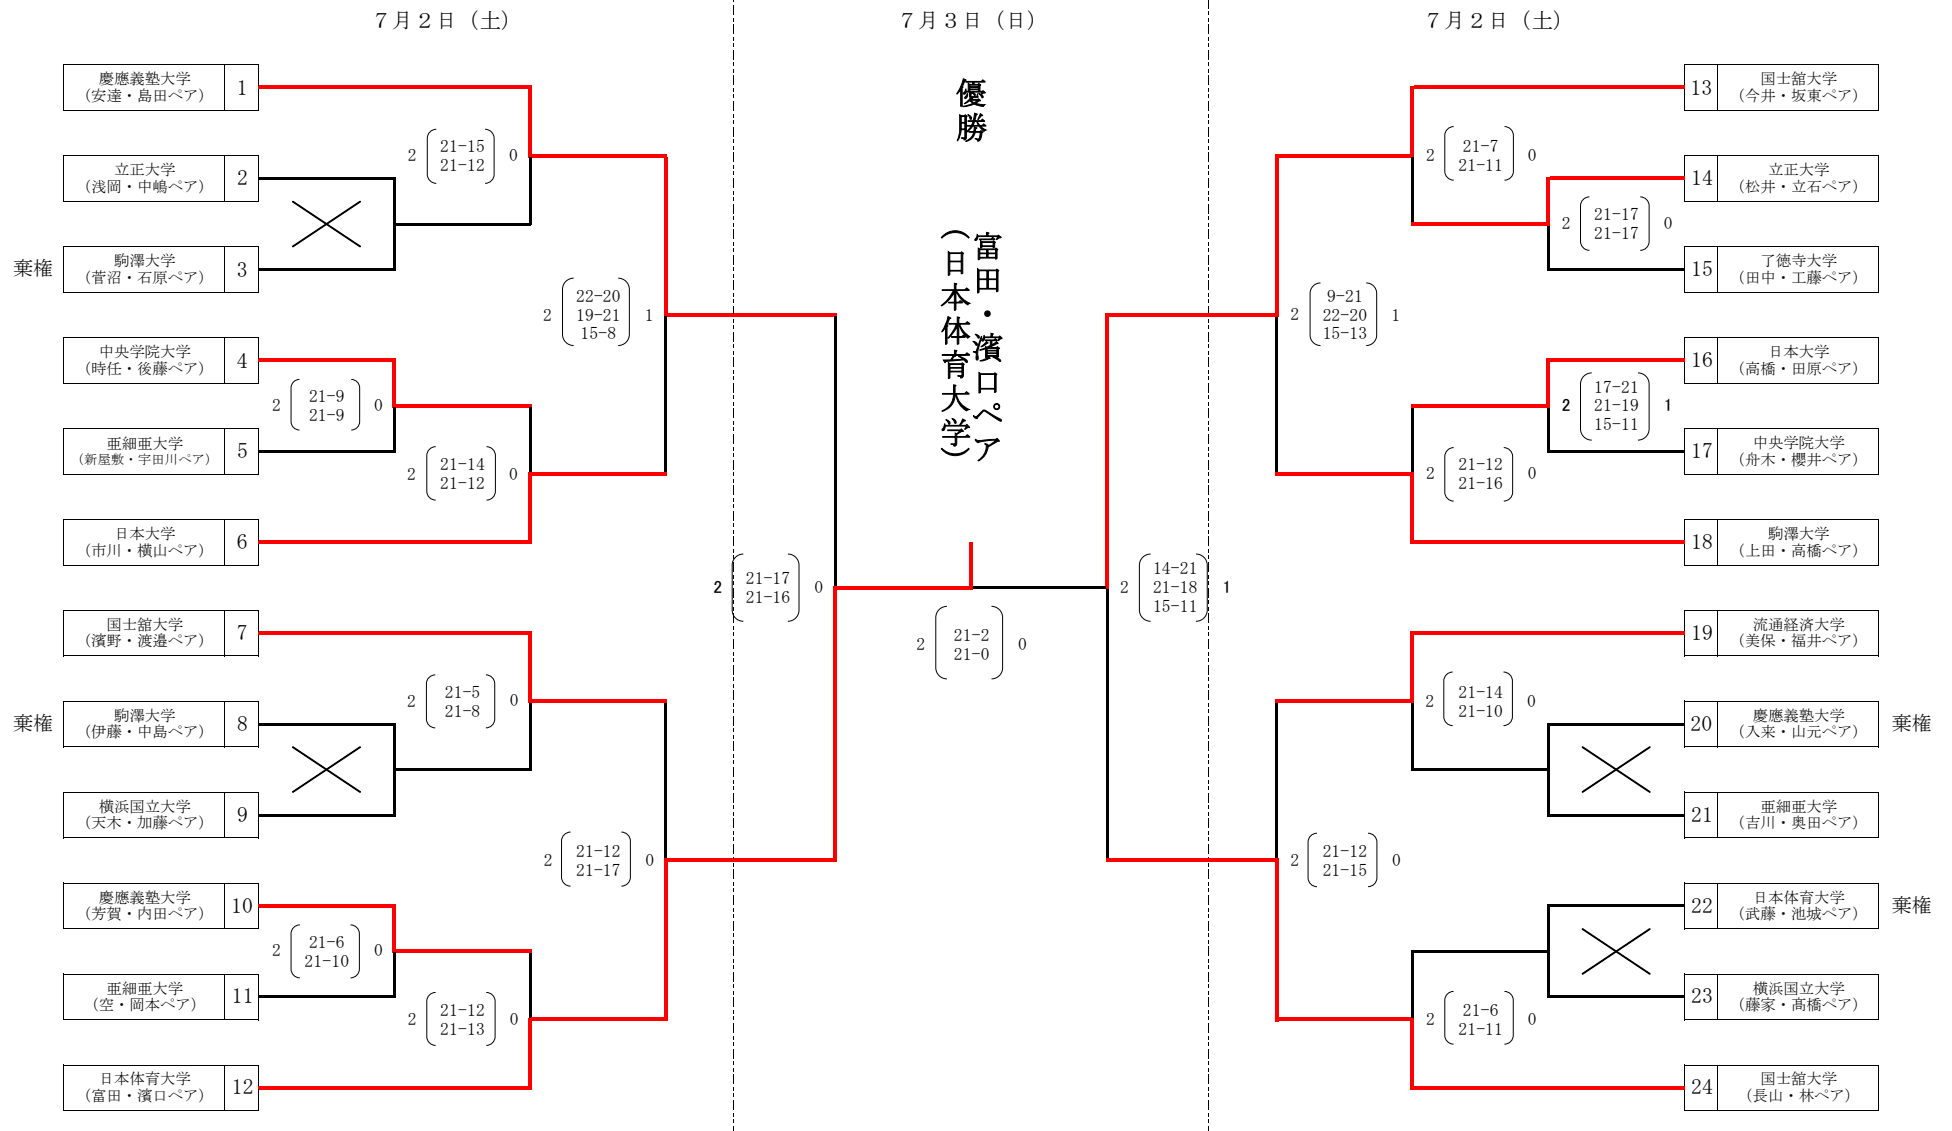 ７月２日（土）
７月３日（日）
７月２日（土）
優勝
富田・濱口ペア
（日本体育大学）
慶應義塾大学
（安達・島田ペア）
1
立正大学
（浅岡・中嶋ペア）
2
棄権
駒澤大学
（菅沼・石原ペア）
3
中央学院大学
（時任・後藤ペア）
4
亜細亜大学
（新屋敷・宇田川ペア）
5
日本大学
（市川・横山ペア）
6
国士舘大学
（濱野・渡邉ペア）
7
棄権
駒澤大学
（伊藤・中島ペア）
8
横浜国立大学
（天木・加藤ペア）
9
慶應義塾大学
（芳賀・内田ペア）
10
亜細亜大学
（空・岡本ペア）
11
日本体育大学
（富田・濱口ペア）
12
2 21-15 0
21-12
2 21-9 0
21-9
2 21-14 0
21-12
22-20
2 19-21 1
15-8
2 21-5 0
21-8
2 21-6 0
21-10
2 21-12 0
21-13
2 21-12 0
21-17
2 21-17 0
21-16
2 21-2 0
21-0
14-21
2 21-18 1
15-11
2 21-7 0
21-11
2 21-17 0
21-17
9-21
2 22-20 1
15-13
17-21
2 21-19 1
15-11
2 21-12 0
21-16
2 21-14 0
21-10
2 21-12 0
21-15
2 21-6 0
21-11
13
国士舘大学
（今井・坂東ペア）
14
立正大学
（松井・立石ペア）
15
了徳寺大学
（田中・工藤ペア）
16
日本大学
（高橋・田原ペア）
17
中央学院大学
（舟木・櫻井ペア）
18
駒澤大学
（上田・高橋ペア）
19
流通経済大学
（美保・福井ペア）
20
慶應義塾大学
（入来・山元ペア）
棄権
21
亜細亜大学
（吉川・奥田ペア）
22
日本体育大学
（武藤・池城ペア）
棄権
23
横浜国立大学
（藤家・髙橋ペア）
24
国士舘大学
（長山・林ペア）